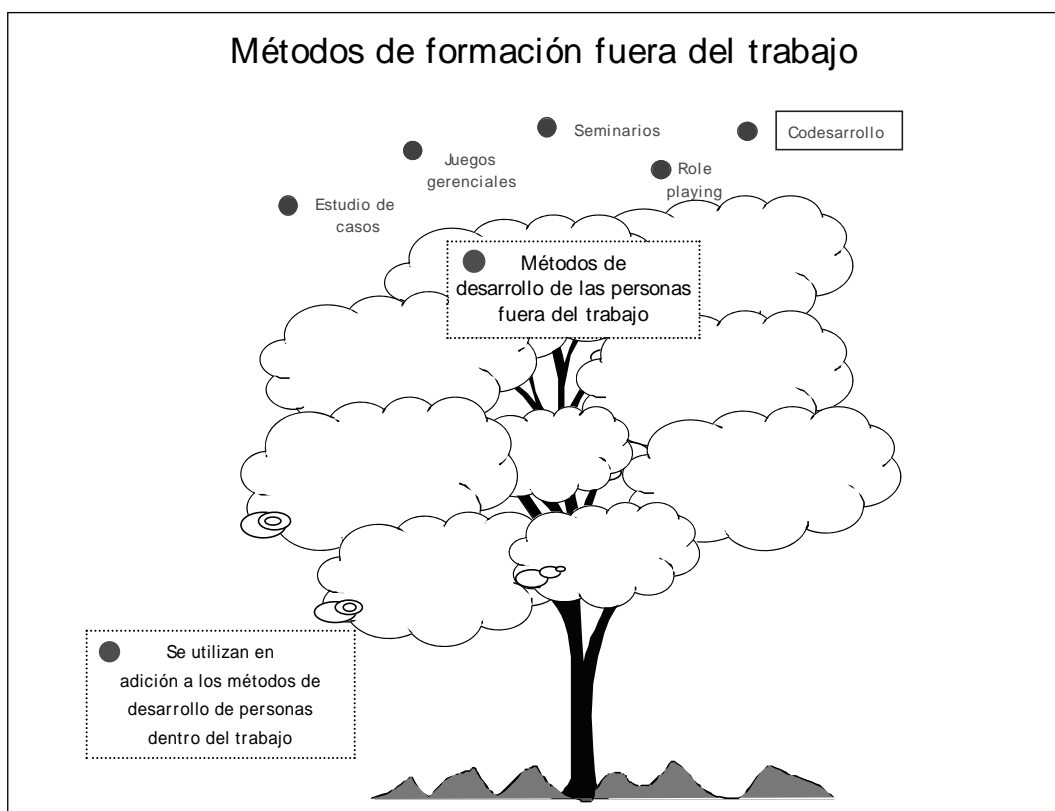 Métodos de formación fuera del trabajo
Seminarios
Codesarrollo
Juegos
gerenciales
Role
playing
Estudio de
casos
Métodos de
desarrollo de las personas
fuera del trabajo
Se utilizan en
adición a los métodos de
desarrollo de personas
dentro del trabajo